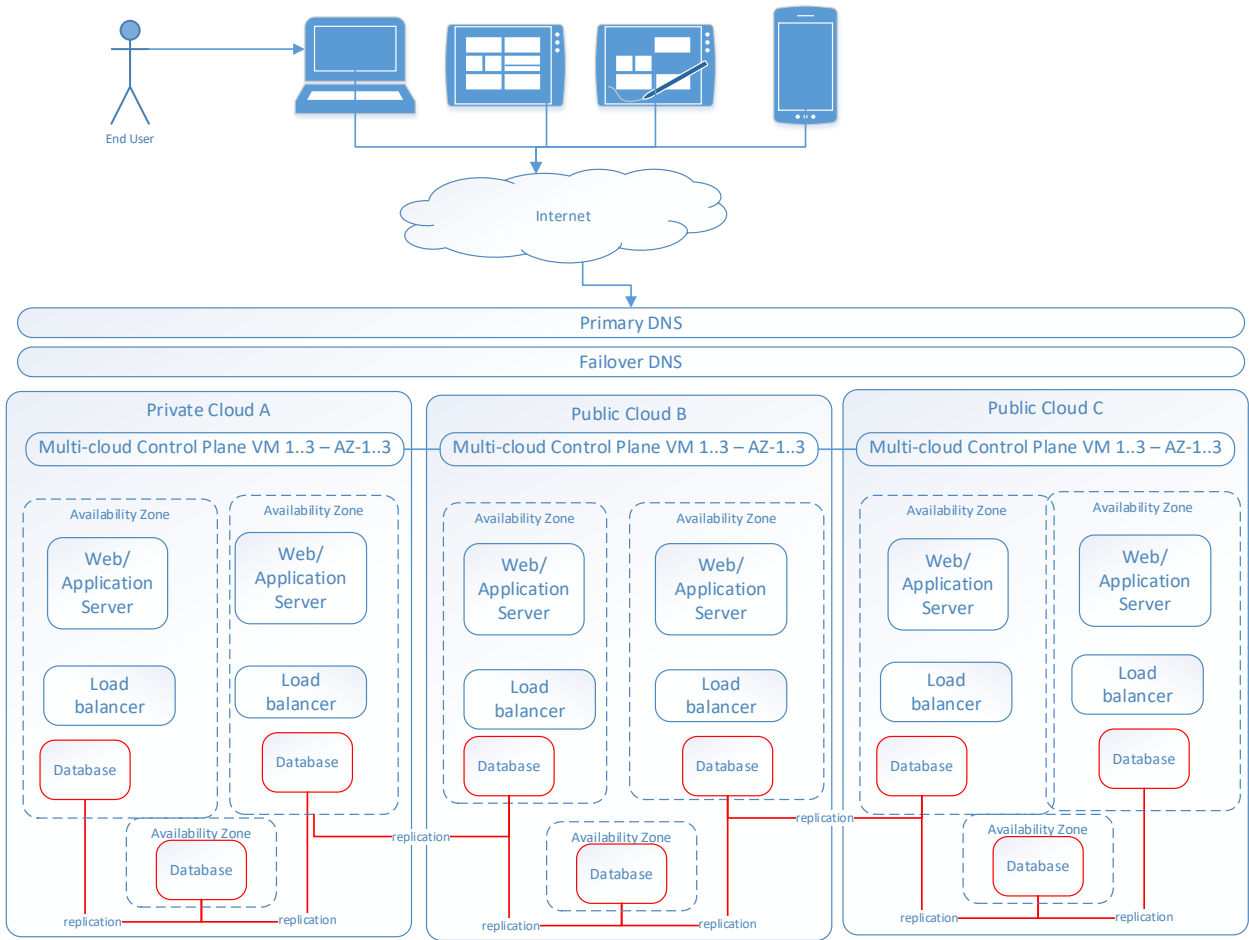 End User
Internet
Primary DNS
Failover DNS
Private Cloud A
Multi-cloud Control Plane VM 1..3 – AZ-1..3
Availability Zone
Web/
Application
Server
Load
balancer
Database
Availability Zone
Web/
Application
Server
Load
balancer
Database
Availability Zone
Database
replication
replication
replication
Public Cloud B
Multi-cloud Control Plane VM 1..3 – AZ-1..3
Availability Zone
Web/
Application
Server
Load
balancer
Database
Availability Zone
Web/
Application
Server
Load
balancer
Database
Availability Zone
Database
replication
replication
replication
Public Cloud C
Multi-cloud Control Plane VM 1..3 – AZ-1..3
Availability Zone
Web/
Application
Server
Load
balancer
Database
Availability Zone
Web/
Application
Server
Load
balancer
Database
Availability Zone
Database
replication
replication